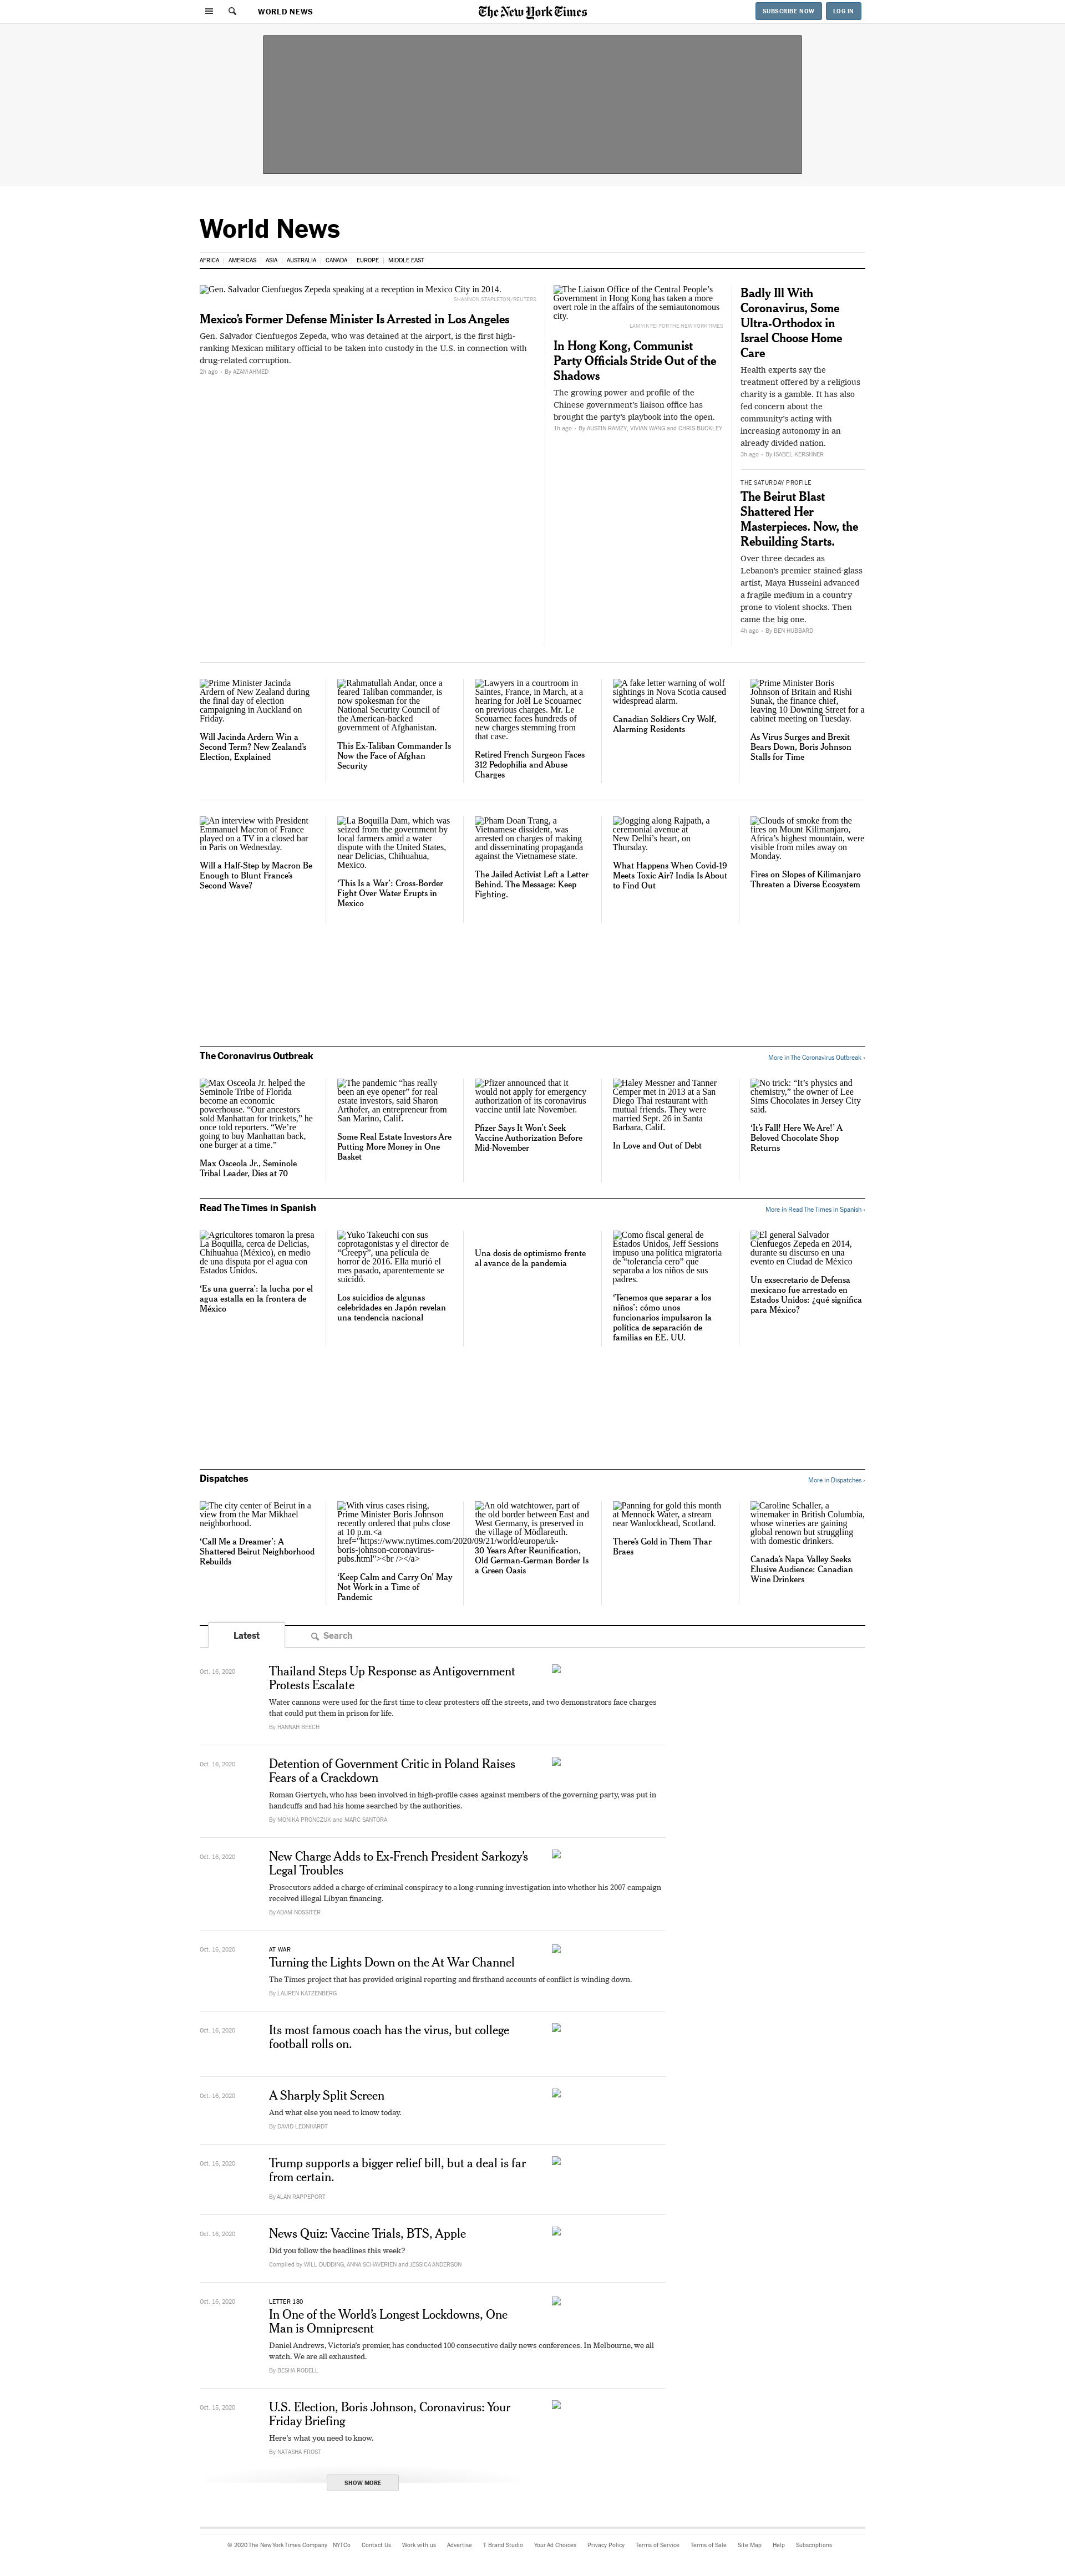 WORLD NEWS
The New York Times
SUBSCRIBE NOW
LOG IN
World News
AFRICA
AMERICAS
ASIA
AUSTRALIA
CANADA
EUROPE
MIDDLE EAST
Gen. Salvador Cienfuegos Zepeda speaking at a reception in Mexico City in 2014.
SHANNON STAPLETON/REUTERS
Mexico's Former Defense Minister Is Arrested in Los Angeles
Gen. Salvador Cienfuegos Zepeda, who was detained at the airport, is the first high-
ranking Mexican military official to be taken into custody in the U.S. in connection with
drug-related corruption.
2h ago • By AZAM AHMED
The Liaison Office of the Central People's
Government in Hong Kong has taken a more
overt role in the affairs of the semiautonomous
city.
LAM YIK FEI FOR THE NEW YORK TIMES
In Hong Kong, Communist
Party Officials Stride Out of the
Shadows
The growing power and profile of the
Chinese government's liaison office has
brought the party's playbook into the open.
1h ago • By AUSTIN RAMZY, VIVIAN WANG and CHRIS BUCKLEY
Badly Ill With
Coronavirus, Some
Ultra-Orthodox in
Israel Choose Home
Care
Health experts say the
treatment offered by a religious
charity is a gamble. It has also
fed concern about the
community's acting with
increasing autonomy in an
already divided nation.
3h ago • By ISABEL KERSHNER
THE SATURDAY PROFILE
The Beirut Blast
Shattered Her
Masterpieces. Now, the
Rebuilding Starts.
Over three decades as
Lebanon's premier stained-glass
artist, Maya Husseini advanced
a fragile medium in a country
prone to violent shocks. Then
came the big one.
4h ago • By BEN HUBBARD
Prime Minister Jacinda
Ardern of New Zealand during
the final day of election
campaigning in Auckland on
Friday.
Will Jacinda Ardern Win a
Second Term? New Zealand's
Election, Explained
Rahmatullah Andar, once a
feared Taliban commander, is
now spokesman for the
National Security Council of
the American-backed
government of Afghanistan.
This Ex-Taliban Commander Is
Now the Face of Afghan
Security
Lawyers in a courtroom in
Saintes, France, in March, at a
hearing for Joël Le Scouarnec
on previous charges. Mr. Le
Scouarnec faces hundreds of
new charges stemming from
that case.
Retired French Surgeon Faces
312 Pedophilia and Abuse
Charges
A fake letter warning of wolf
sightings in Nova Scotia caused
widespread alarm.
Canadian Soldiers Cry Wolf,
Alarming Residents
Prime Minister Boris
Johnson of Britain and Rishi
Sunak, the finance chief,
leaving 10 Downing Street for a
cabinet meeting on Tuesday.
As Virus Surges and Brexit
Bears Down, Boris Johnson
Stalls for Time
An interview with President
Emmanuel Macron of France
played on a TV in a closed bar
in Paris on Wednesday.
Will a Half-Step by Macron Be
Enough to Blunt France's
Second Wave?
La Boquilla Dam, which was
seized from the government by
local farmers amid a water
dispute with the United States,
near Delicias, Chihuahua,
Mexico.
'This Is a War': Cross-Border
Fight Over Water Erupts in
Mexico
Pham Doan Trang, a
Vietnamese dissident, was
arrested on charges of making
and disseminating propaganda
against the Vietnamese state.
The Jailed Activist Left a Letter
Behind. The Message: Keep
Fighting.
Jogging along Rajpath, a
ceremonial avenue at
New Delhi's heart, on
Thursday.
What Happens When Covid-19
Meets Toxic Air? India Is About
to Find Out
Clouds of smoke from the
fires on Mount Kilimanjaro,
Africa's highest mountain, were
visible from miles away on
Monday.
Fires on Slopes of Kilimanjaro
Threaten a Diverse Ecosystem
The Coronavirus Outbreak
More in The Coronavirus Outbreak ›
Max Osceola Jr. helped the
Seminole Tribe of Florida
become an economic
powerhouse. "Our ancestors
sold Manhattan for trinkets," he
once told reporters. "We're
going to buy Manhattan back,
one burger at a time."
Max Osceola Jr., Seminole
Tribal Leader, Dies at 70
The pandemic "has really
been an eye opener" for real
estate investors, said Sharon
Arthofer, an entrepreneur from
San Marino, Calif.
Some Real Estate Investors Are
Putting More Money in One
Basket
Pfizer announced that it
would not apply for emergency
authorization of its coronavirus
vaccine until late November.
Pfizer Says It Won't Seek
Vaccine Authorization Before
Mid-November
Haley Messner and Tanner
Cemper met in 2013 at a San
Diego Thai restaurant with
mutual friends. They were
married Sept. 26 in Santa
Barbara, Calif.
In Love and Out of Debt
No trick: "It's physics and
chemistry," the owner of Lee
Sims Chocolates in Jersey City
said.
'It's Fall! Here We Are!' A
Beloved Chocolate Shop
Returns
Read The Times in Spanish
More in Read The Times in Spanish ›
Agricultores tomaron la presa
La Boquilla, cerca de Delicias,
Chihuahua (México), en medio
de una disputa por el agua con
Estados Unidos.
'Es una guerra': la lucha por el
agua estalla en la frontera de
México
Yuko Takeuchi con sus
coprotagonistas y el director de
"Creepy", una película de
horror de 2016. Ella murió el
mes pasado, aparentemente se
suicidó.
Los suicidios de algunas
celebridades en Japón revelan
una tendencia nacional
Una dosis de optimismo frente
al avance de la pandemia
Como fiscal general de
Estados Unidos, Jeff Sessions
impuso una política migratoria
de "tolerancia cero" que
separaba a los niños de sus
padres.
'Tenemos que separar a los
niños': cómo unos
funcionarios impulsaron la
política de separación de
familias en EE. UU.
El general Salvador
Cienfuegos Zepeda en 2014,
durante su discurso en una
evento en Ciudad de México
Un exsecretario de Defensa
mexicano fue arrestado en
Estados Unidos: ¿qué significa
para México?
Dispatches
More in Dispatches ›
The city center of Beirut in a
view from the Mar Mikhael
neighborhood.
'Call Me a Dreamer': A
Shattered Beirut Neighborhood
Rebuilds
With virus cases rising,
Prime Minister Boris Johnson
recently ordered that pubs close
at 10 p.m.<a
href="https://www.nytimes.com/2020/09/21/world/europe/uk-
boris-johnson-coronavirus-
pubs.html"><br /></a>
'Keep Calm and Carry On' May
Not Work in a Time of
Pandemic
An old watchtower, part of
the old border between East and
West Germany, is preserved in
the village of Mödlareuth.
30 Years After Reunification,
Old German-German Border Is
a Green Oasis
Panning for gold this month
at Mennock Water, a stream
near Wanlockhead, Scotland.
There's Gold in Them Thar
Braes
Caroline Schaller, a
winemaker in British Columbia,
whose wineries are gaining
global renown but struggling
with domestic drinkers.
Canada's Napa Valley Seeks
Elusive Audience: Canadian
Wine Drinkers
Latest
Search
Oct. 16, 2020
Thailand Steps Up Response as Antigovernment
Protests Escalate
Water cannons were used for the first time to clear protesters off the streets, and two demonstrators face charges
that could put them in prison for life.
By HANNAH BEECH
Oct. 16, 2020
Detention of Government Critic in Poland Raises
Fears of a Crackdown
Roman Giertych, who has been involved in high-profile cases against members of the governing party, was put in
handcuffs and had his home searched by the authorities.
By MONIKA PRONCZUK and MARC SANTORA
Oct. 16, 2020
New Charge Adds to Ex-French President Sarkozy's
Legal Troubles
Prosecutors added a charge of criminal conspiracy to a long-running investigation into whether his 2007 campaign
received illegal Libyan financing.
By ADAM NOSSITER
Oct. 16, 2020
AT WAR
Turning the Lights Down on the At War Channel
The Times project that has provided original reporting and firsthand accounts of conflict is winding down.
By LAUREN KATZENBERG
Oct. 16, 2020
Its most famous coach has the virus, but college
football rolls on.
Oct. 16, 2020
A Sharply Split Screen
And what else you need to know today.
By DAVID LEONHARDT
Oct. 16, 2020
Trump supports a bigger relief bill, but a deal is far
from certain.
By ALAN RAPPEPORT
Oct. 16, 2020
News Quiz: Vaccine Trials, BTS, Apple
Did you follow the headlines this week?
Compiled by WILL DUDDING, ANNA SCHAVERIEN and JESSICA ANDERSON
Oct. 16, 2020
LETTER 180
In One of the World's Longest Lockdowns, One
Man is Omnipresent
Daniel Andrews, Victoria's premier, has conducted 100 consecutive daily news conferences. In Melbourne, we all
watch. We are all exhausted.
By BESHA RODELL
Oct. 15, 2020
U.S. Election, Boris Johnson, Coronavirus: Your
Friday Briefing
Here's what you need to know.
By NATASHA FROST
SHOW MORE
© 2020 The New York Times Company
NYTCo
Contact Us
Work with us
Advertise
T Brand Studio
Your Ad Choices
Privacy Policy
Terms of Service
Terms of Sale
Site Map
Help
Subscriptions